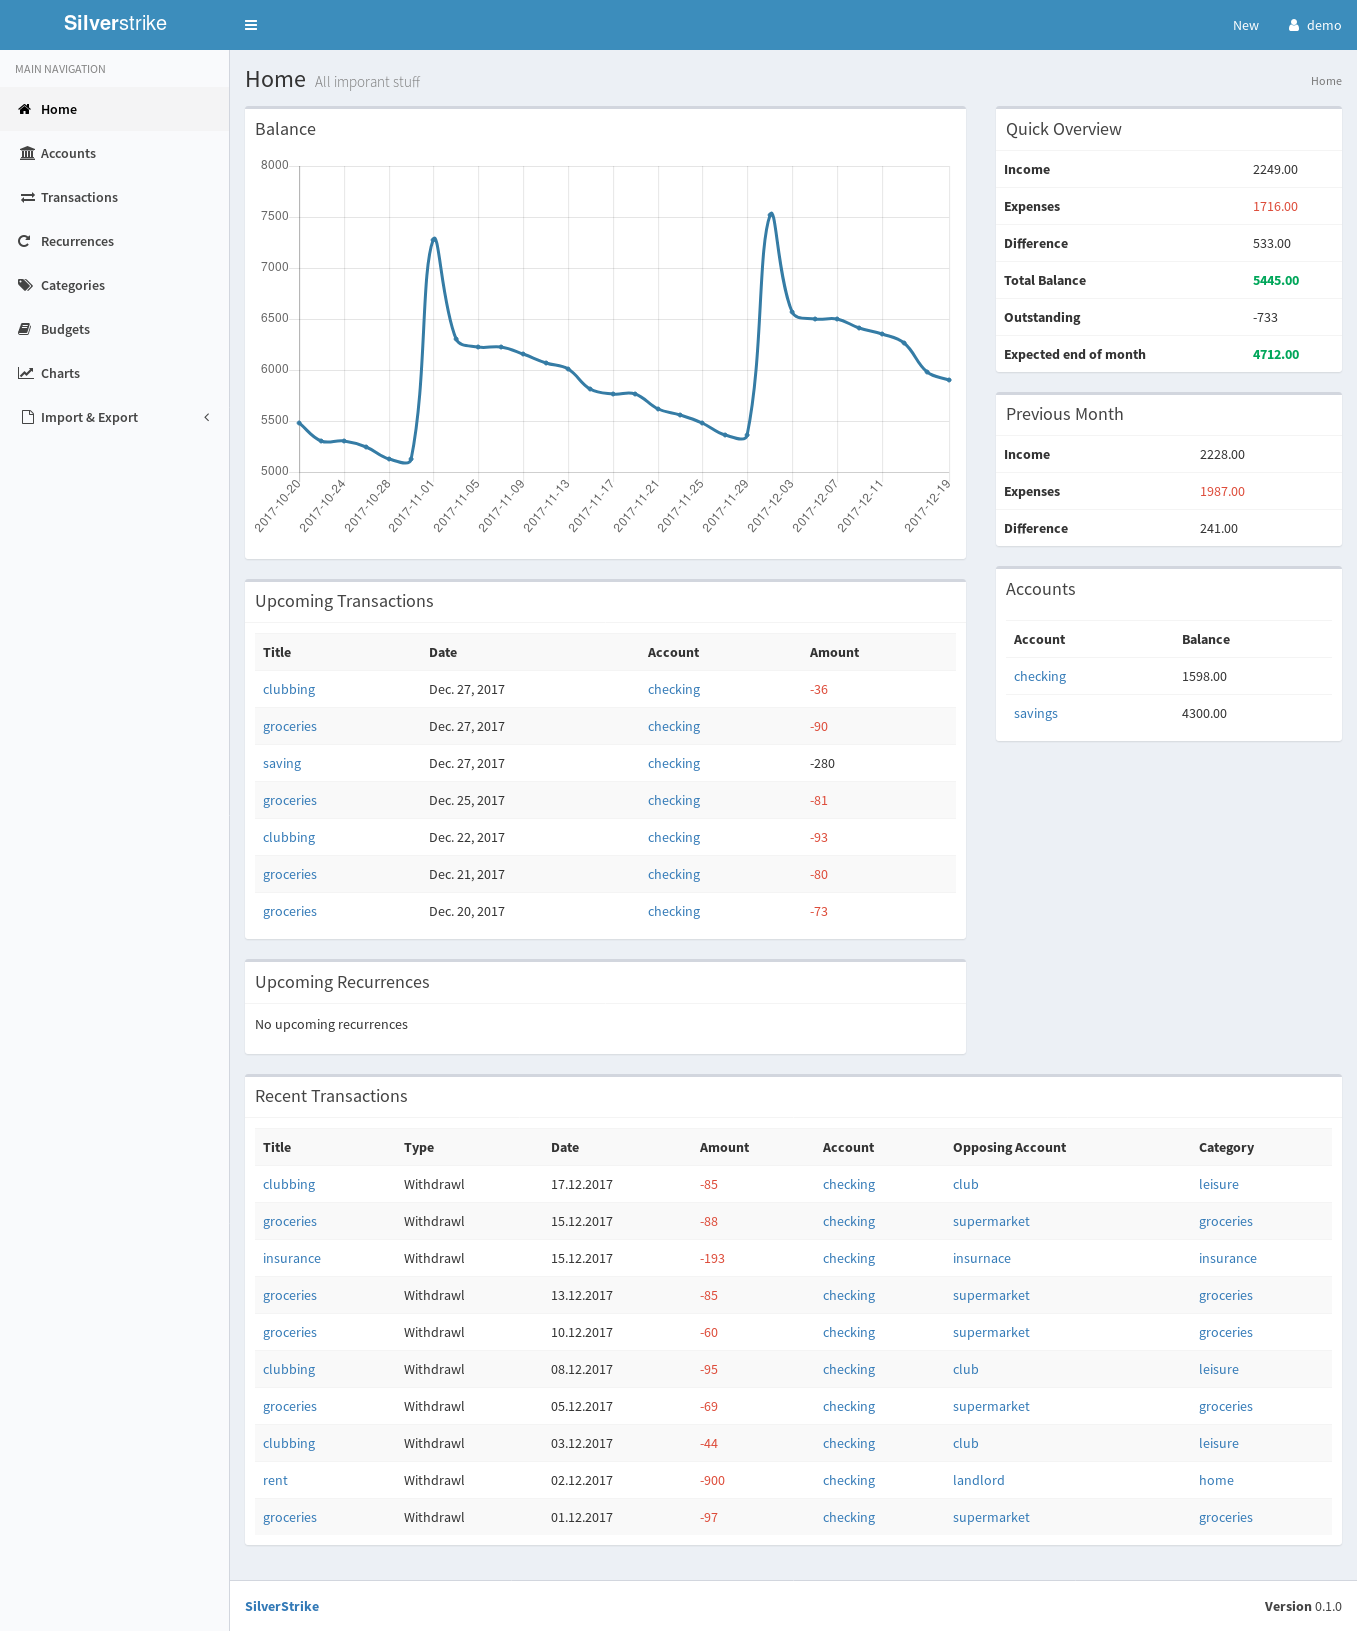 Silverstrike
New demo
MAIN NAVIGATION
Home
Accounts
Transactions
Recurrences
Categories
Budgets
Charts
Import & Export
Home All imporant stuff
Home
Balance
8000
7500
7000
6500
6000
5500
5000
2017-10-20 2017-10-24 2017-10-28 2017-11-01 2017-11-05 2017-11-09 2017-11-13 2017-11-17 2017-11-21 2017-11-25 2017-11-29 2017-12-03 2017-12-07 2017-12-11 2017-12-19
Quick Overview
Income 2249.00
Expenses 1716.00
Difference 533.00
Total Balance 5445.00
Outstanding -733
Expected end of month 4712.00
Previous Month
Income 2228.00
Expenses 1987.00
Difference 241.00
Accounts
Account Balance
checking 1598.00
savings 4300.00
Upcoming Transactions
Title Date Account Amount
clubbing Dec. 27, 2017 checking -36
groceries Dec. 27, 2017 checking -90
saving Dec. 27, 2017 checking -280
groceries Dec. 25, 2017 checking -81
clubbing Dec. 22, 2017 checking -93
groceries Dec. 21, 2017 checking -80
groceries Dec. 20, 2017 checking -73
Upcoming Recurrences
No upcoming recurrences
Recent Transactions
Title Type Date Amount Account Opposing Account Category
clubbing Withdrawl 17.12.2017 -85 checking club leisure
groceries Withdrawl 15.12.2017 -88 checking supermarket groceries
insurance Withdrawl 15.12.2017 -193 checking insurnace insurance
groceries Withdrawl 13.12.2017 -85 checking supermarket groceries
groceries Withdrawl 10.12.2017 -60 checking supermarket groceries
clubbing Withdrawl 08.12.2017 -95 checking club leisure
groceries Withdrawl 05.12.2017 -69 checking supermarket groceries
clubbing Withdrawl 03.12.2017 -44 checking club leisure
rent Withdrawl 02.12.2017 -900 checking landlord home
groceries Withdrawl 01.12.2017 -97 checking supermarket groceries
SilverStrike
Version 0.1.0